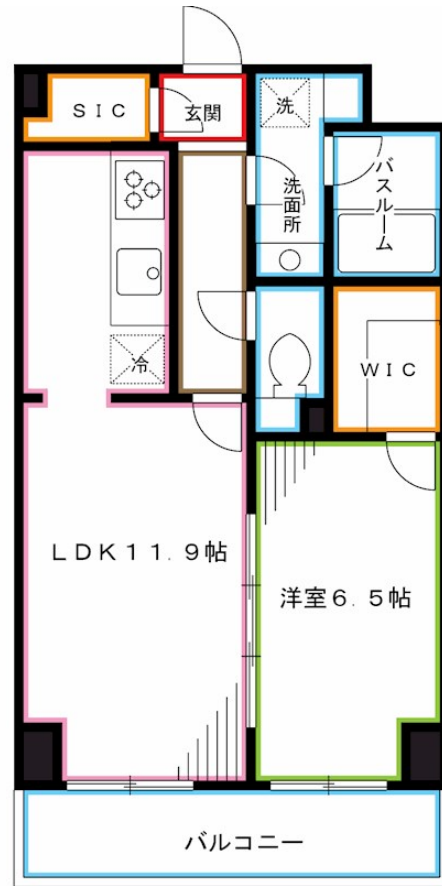 SIC
玄関
洗
洗面所
バスルーム
冷
WIC
LDK11.9帖
洋室6.5帖
バルコニー